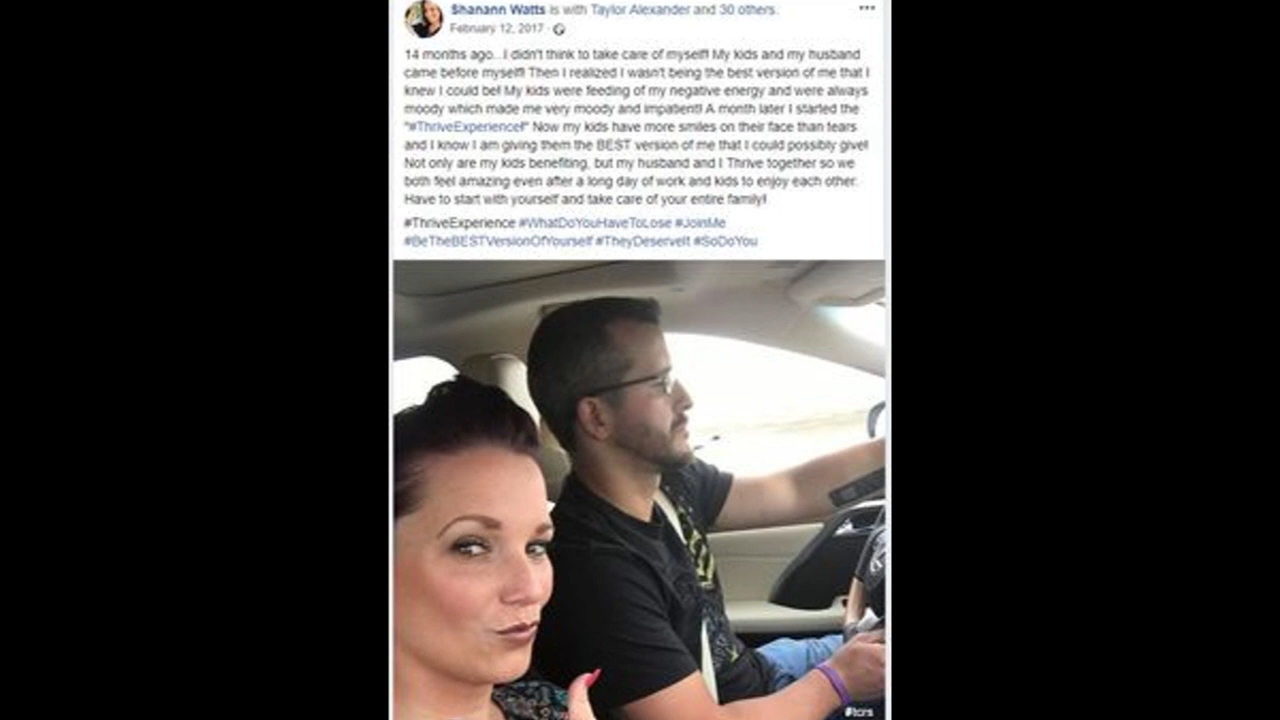 Shanann Watts is with Taylor Alexander and 30 others.
February 12, 2017 ·
14 months ago...I didn't think to take care of myself! My kids and my husband
came before myself! Then I realized I wasn't being the best version of me that I
knew I could be! My kids were feeding of my negative energy and were always
moody which made me very moody and impatient! A month later I started the
"#ThriveExperience!" Now my kids have more smiles on their face than tears
and I know I am giving them the BEST version of me that I could possibly give!
Not only are my kids benefiting, but my husband and I Thrive together so we
both feel amazing even after a long day of work and kids to enjoy each other.
Have to start with yourself and take care of your entire family!
#ThriveExperience #WhatDoYouHaveToLose #JoinMe
#BeTheBESTVersionOfYourself #TheyDeserveIt #SoDoYou
#tcrs